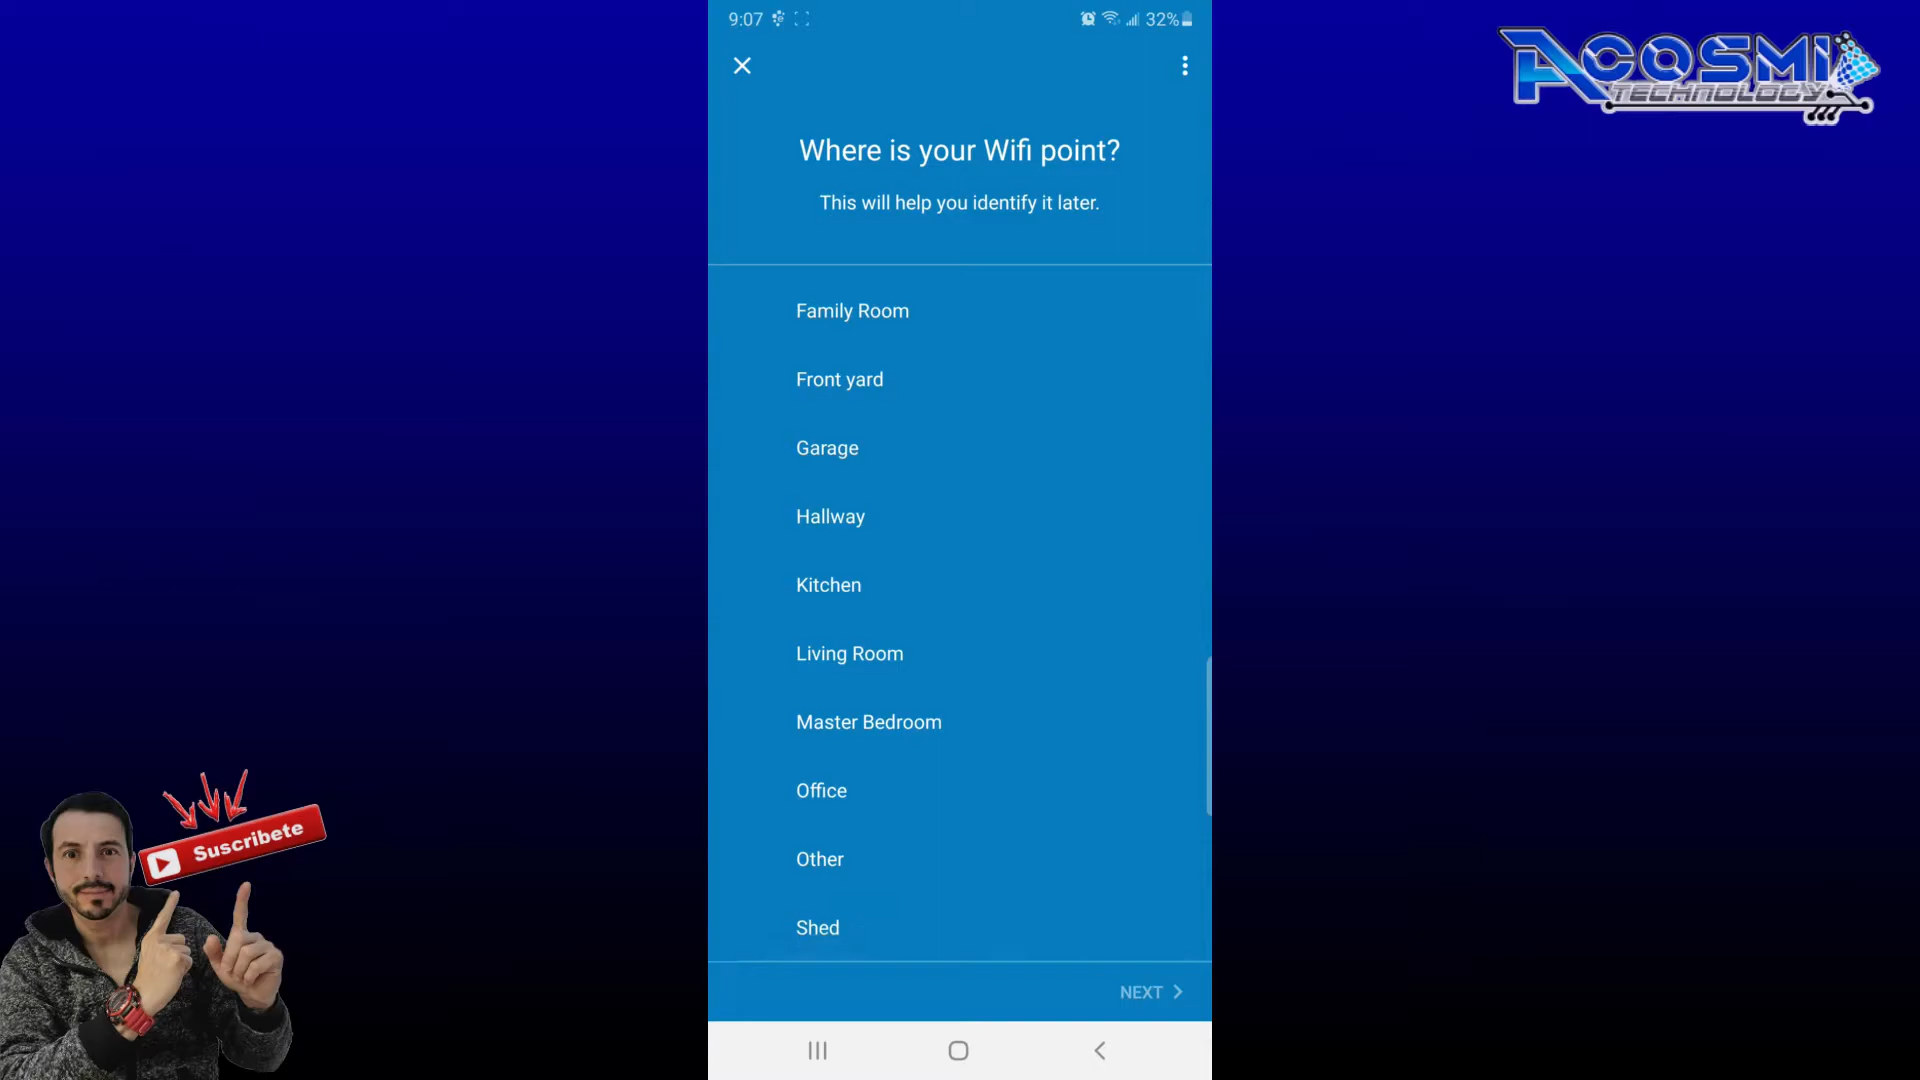 9:07
32%
ACOSMI
TECHNOLOGY
Where is your Wifi point?
This will help you identify it later.
Family Room
Front yard
Garage
Hallway
Kitchen
Living Room
Master Bedroom
Office
Other
Shed
NEXT
Suscribete